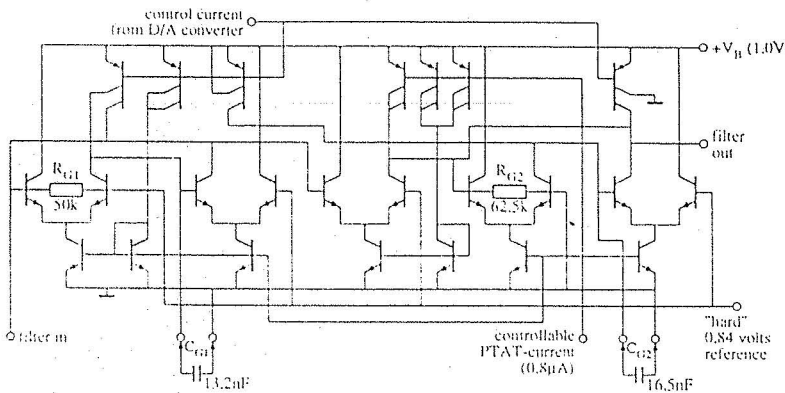 control current
from D/A converter
+V_B (1.0V
filter
out
R_G1
50k
R_G2
62.5k
filter in
C_G1
13.2nF
controllable
PTAT-current
(0.8μA)
C_G2
16.5nF
"hard"
0.84 volts
reference